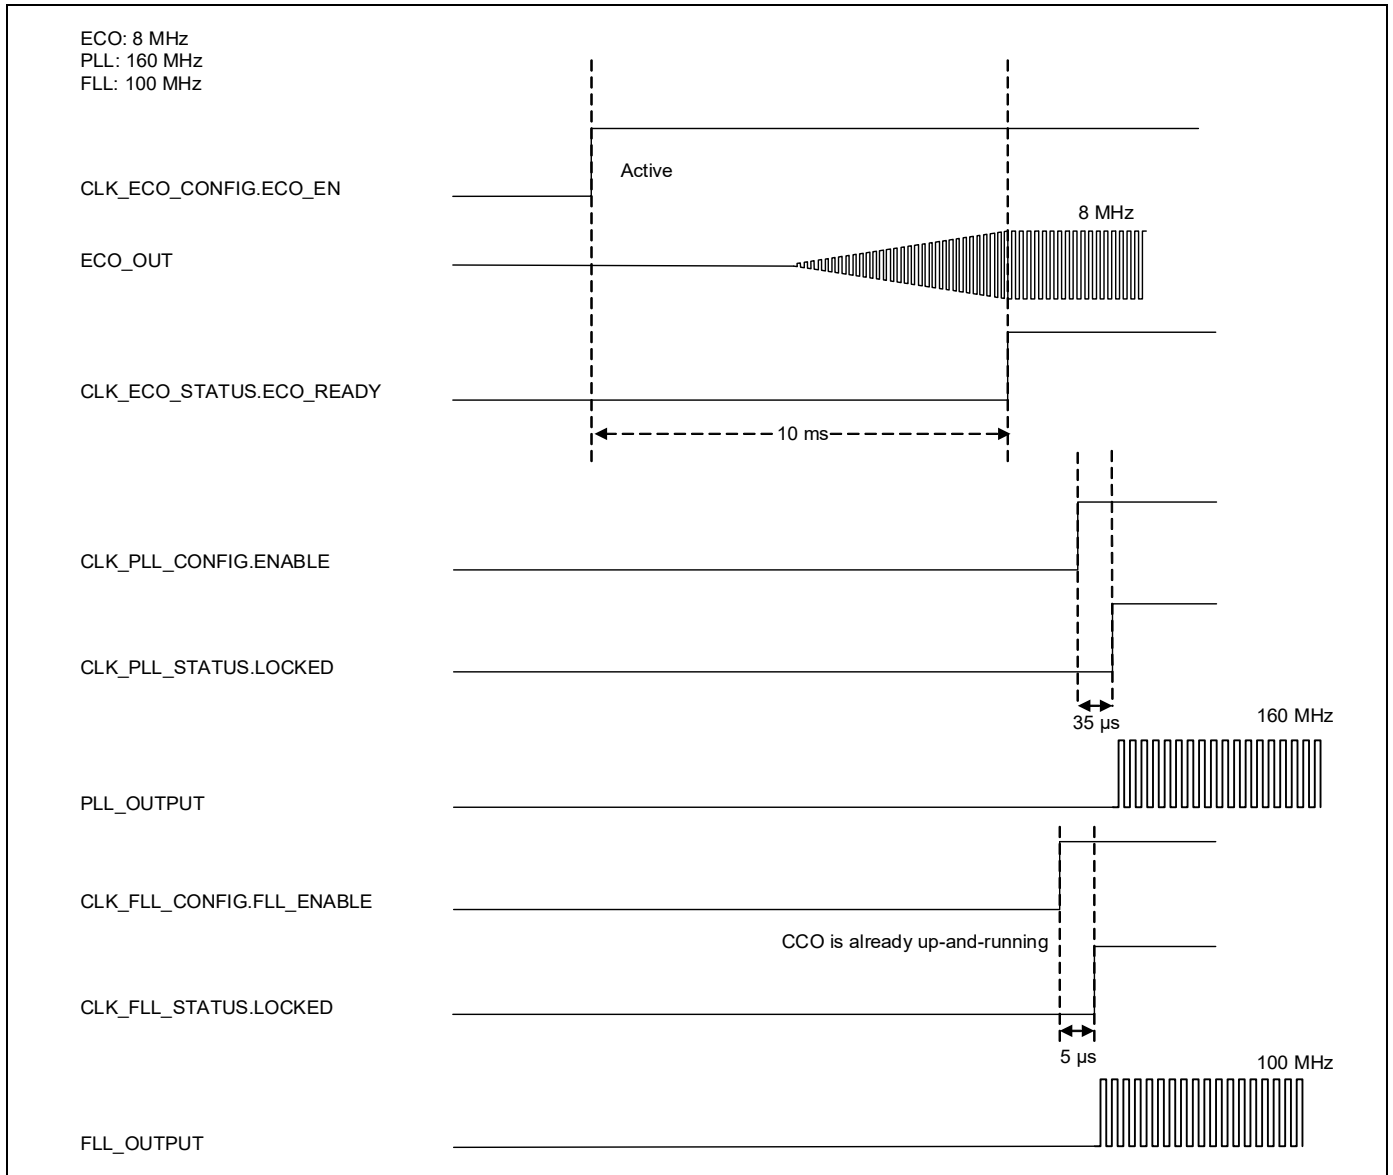 ECO: 8 MHz
PLL: 160 MHz
FLL: 100 MHz
Active
CLK_ECO_CONFIG.ECO_EN
8 MHz
ECO_OUT
CLK_ECO_STATUS.ECO_READY
10 ms
CLK_PLL_CONFIG.ENABLE
CLK_PLL_STATUS.LOCKED
35 µs
160 MHz
PLL_OUTPUT
CLK_FLL_CONFIG.FLL_ENABLE
CCO is already up-and-running
CLK_FLL_STATUS.LOCKED
5 µs
100 MHz
FLL_OUTPUT